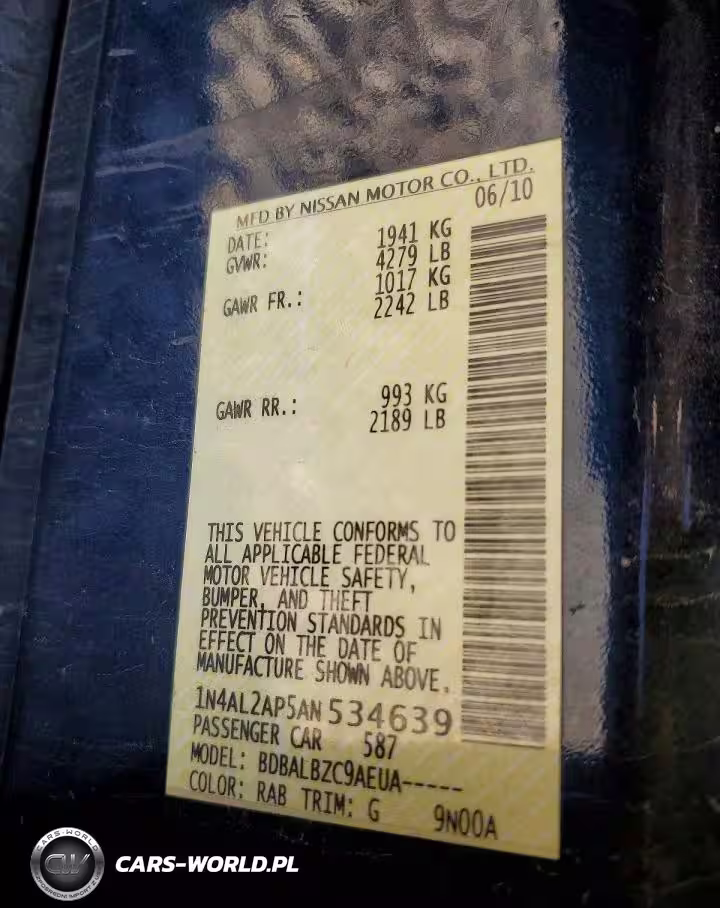 MFD BY NISSAN MOTOR CO., LTD.
DATE: 06/10
GVWR: 1941 KG
4279 LB
GAWR FR.: 1017 KG
2242 LB
GAWR RR.: 993 KG
2189 LB
THIS VEHICLE CONFORMS TO
ALL APPLICABLE FEDERAL
MOTOR VEHICLE SAFETY,
BUMPER, AND THEFT
PREVENTION STANDARDS IN
EFFECT ON THE DATE OF
MANUFACTURE SHOWN ABOVE.
1N4AL2AP5AN534639
PASSENGER CAR 587
MODEL: BDBALBZC9AEUA-----
COLOR: RAB TRIM: G 9N00A
CARS-WORLD
CW
CARS-WORLD.PL